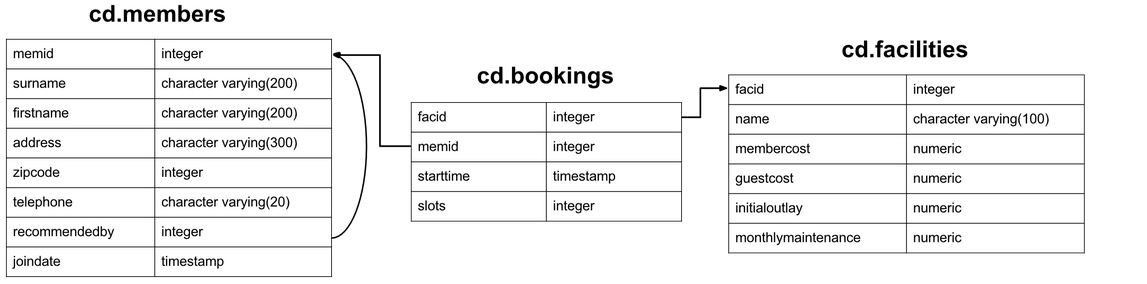 cd.members
memid integer
surname character varying(200)
firstname character varying(200)
address character varying(300)
zipcode integer
telephone character varying(20)
recommendedby integer
joindate timestamp
cd.bookings
facid integer
memid integer
starttime timestamp
slots integer
cd.facilities
facid integer
name character varying(100)
membercost numeric
guestcost numeric
initialoutlay numeric
monthlymaintenance numeric